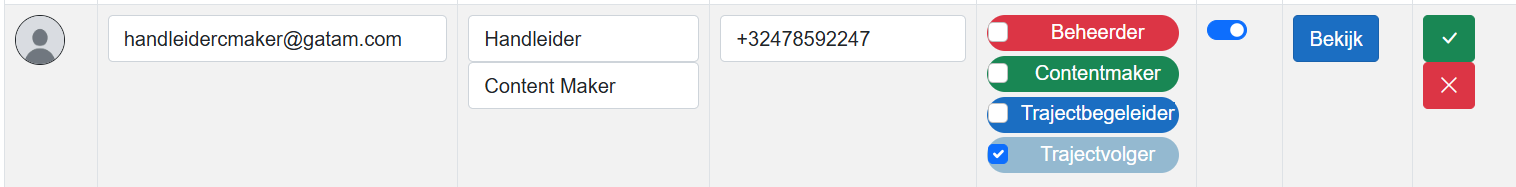 handleidercmaker@gatam.com
Handleider
Content Maker
+32478592247
Beheerder
Contentmaker
Trajectbegeleider
Trajectvolger
Bekijk